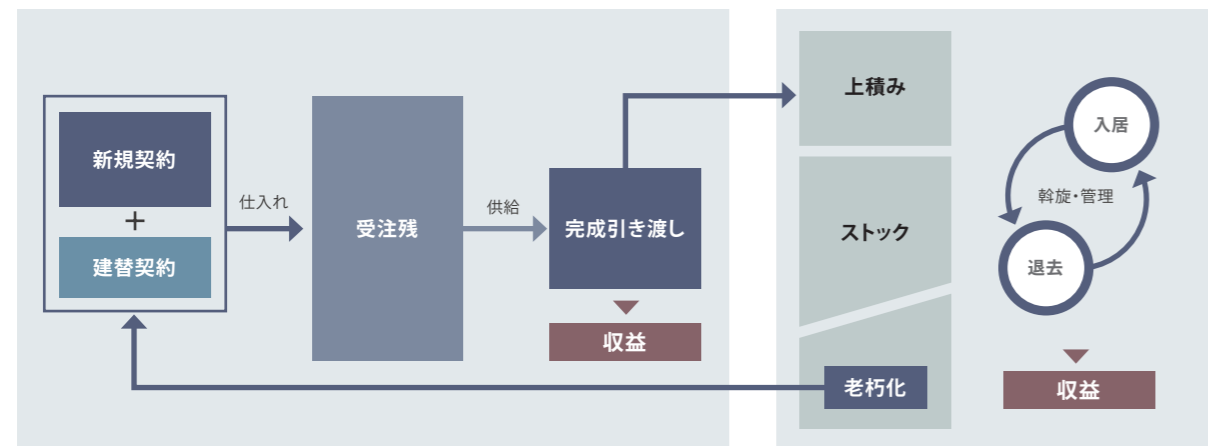 新規契約
+
建替契約
仕入れ
受注残
供給
完成引き渡し
収益
上積み
ストック
老朽化
入居
斡旋・管理
退去
収益